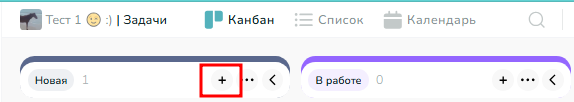 Тест 1 😉 :) | Задачи Канбан Список Календарь
Новая 1 + ... < В работе 0 + ... <